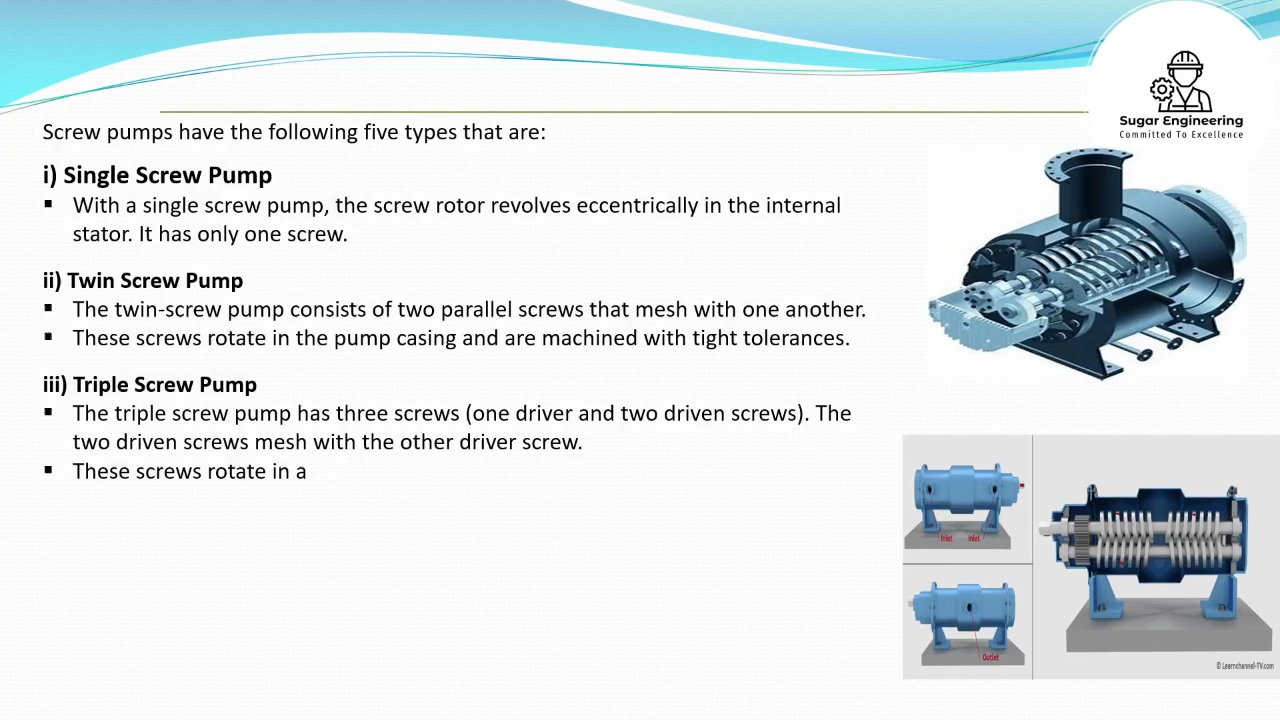 Sugar Engineering
Committed To Excellence
Screw pumps have the following five types that are:
i) Single Screw Pump
▪ With a single screw pump, the screw rotor revolves eccentrically in the internal
stator. It has only one screw.
ii) Twin Screw Pump
▪ The twin-screw pump consists of two parallel screws that mesh with one another.
▪ These screws rotate in the pump casing and are machined with tight tolerances.
iii) Triple Screw Pump
▪ The triple screw pump has three screws (one driver and two driven screws). The
two driven screws mesh with the other driver screw.
▪ These screws rotate in a
Inlet Inlet
Outlet
© Learnchannel-TV.com